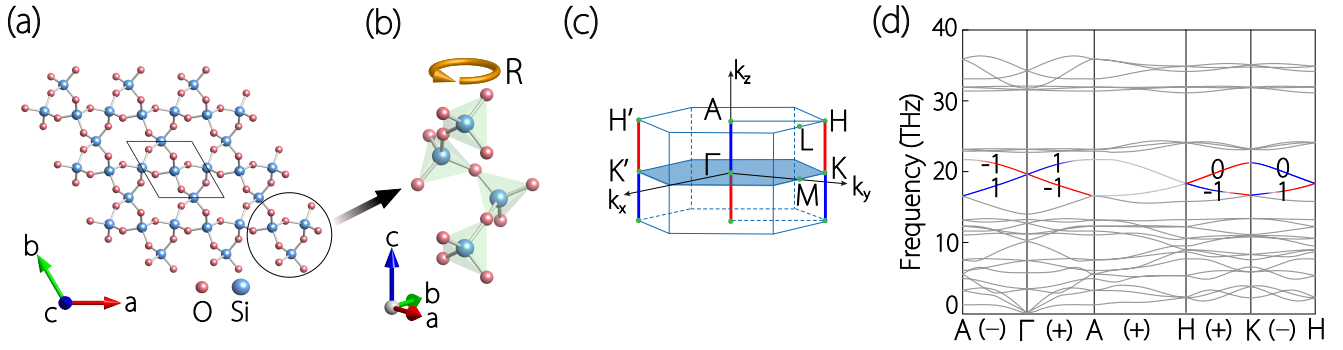 (a)
b
c
a
O
Si
(b)
R
c
b
a
(c)
kz
A
H'
H
L
K'
Γ
K
kx
M
ky
(d)
Frequency (THz)
40
30
20
10
0
-1 1 0 0
1 -1 -1 1
A (−) Γ (+) A (+) H (+) K (−) H